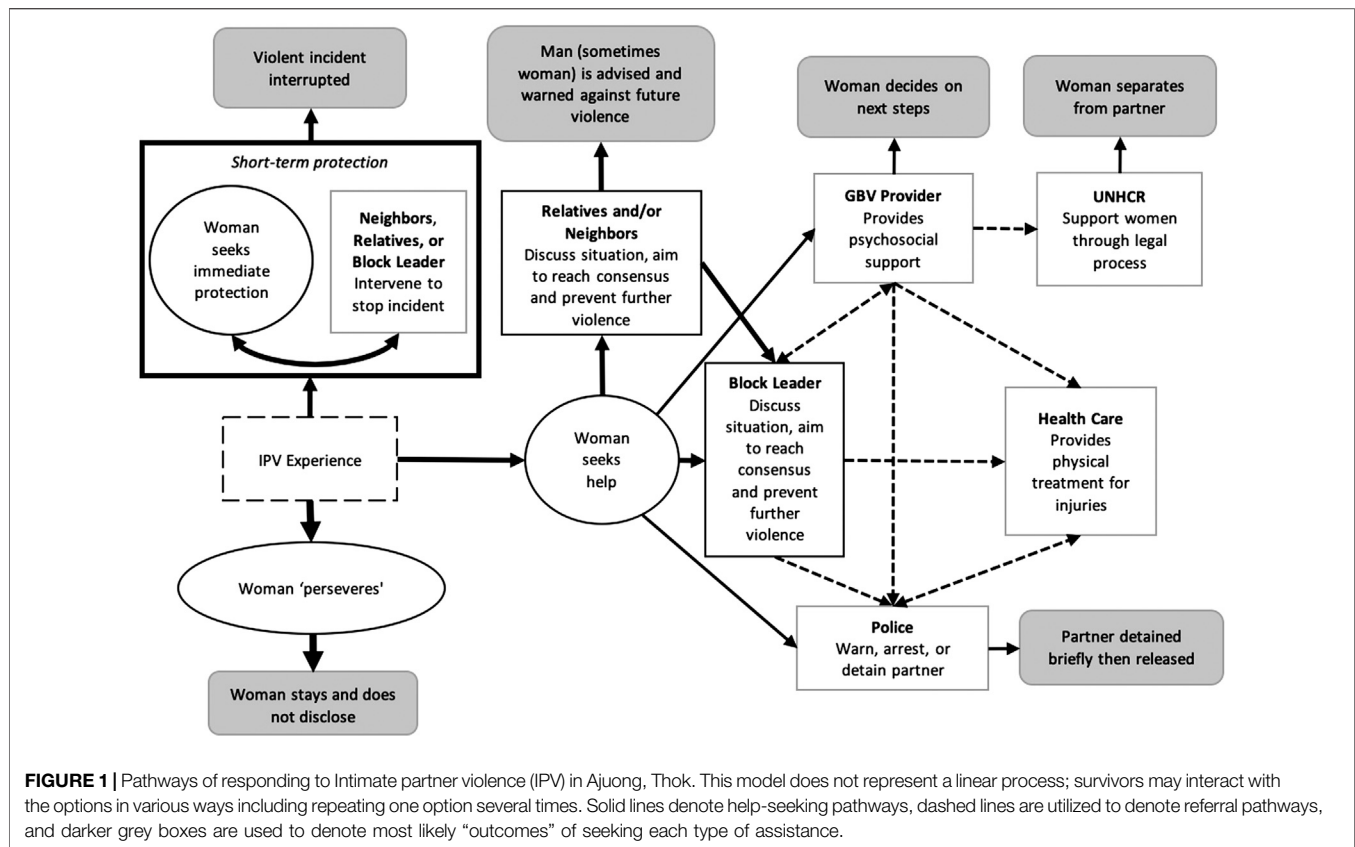 Violent incident
interrupted
Man (sometimes
woman) is advised and
warned against future
violence
Woman decides on
next steps
Woman separates
from partner
Short-term protection
Woman
seeks
immediate
protection
Neighbors,
Relatives, or
Block Leader
Intervene to
stop incident
Relatives and/or
Neighbors
Discuss situation, aim
to reach consensus
and prevent further
violence
GBV Provider
Provides
psychosocial
support
UNHCR
Support women
through legal
process
IPV Experience
Woman
seeks
help
Block Leader
Discuss
situation, aim
to reach
consensus
and prevent
further
violence
Health Care
Provides
physical
treatment for
injuries
Woman ‘perseveres'
Police
Warn, arrest, or
detain partner
Partner detained
briefly then released
Woman stays and does
not disclose
FIGURE 1 | Pathways of responding to Intimate partner violence (IPV) in Ajuong, Thok. This model does not represent a linear process; survivors may interact with
the options in various ways including repeating one option several times. Solid lines denote help-seeking pathways, dashed lines are utilized to denote referral pathways,
and darker grey boxes are used to denote most likely “outcomes” of seeking each type of assistance.